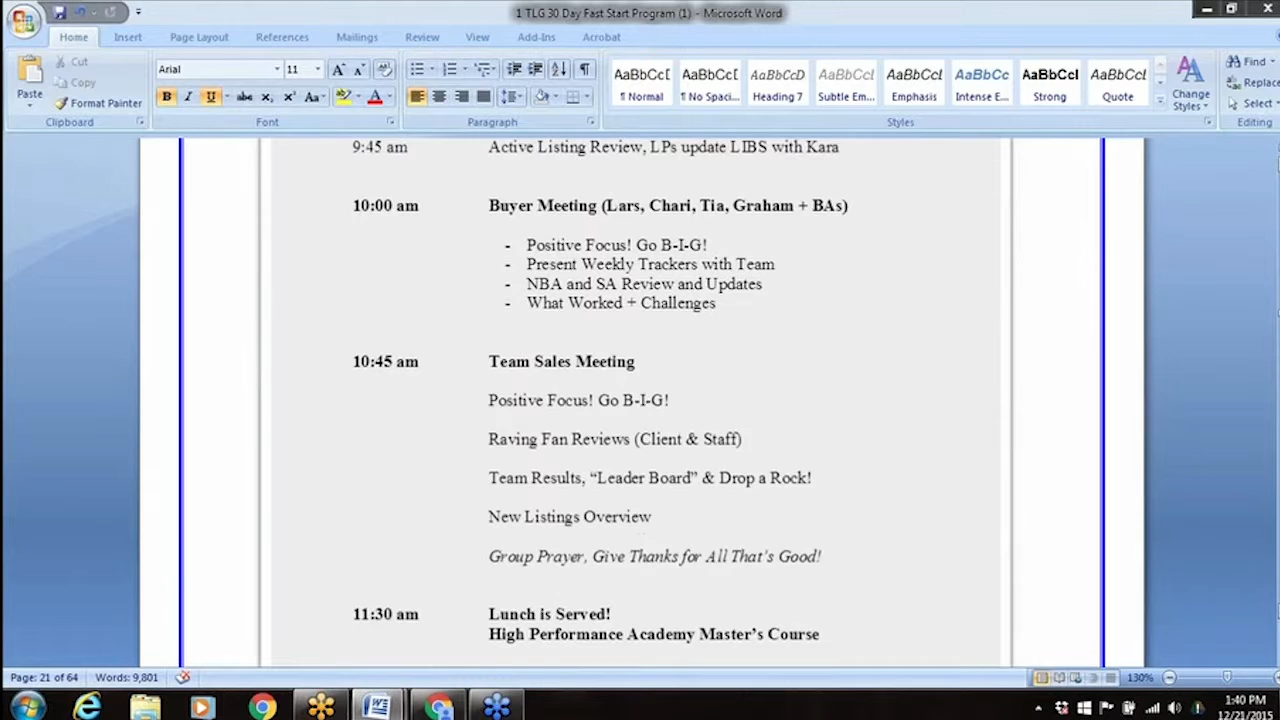 1 TLG 30 Day Fast Start Program (1) - Microsoft Word
Home Insert Page Layout References Mailings Review View Add-Ins Acrobat
Paste
Cut
Copy
Format Painter
Clipboard
Arial 11
Font
Paragraph
AaBbCcI AaBbCcI AaBbCcD AaBbCcI AaBbCcI AaBbCc AaBbCcI AaBbCcI
¶ Normal ¶ No Spaci... Heading 7 Subtle Em... Emphasis Intense E... Strong Quote
Change Styles
Styles
Find
Replace
Select
Editing
9:45 am Active Listing Review, LPs update LIBS with Kara
10:00 am Buyer Meeting (Lars, Chari, Tia, Graham + BAs)
- Positive Focus! Go B-I-G!
- Present Weekly Trackers with Team
- NBA and SA Review and Updates
- What Worked + Challenges
10:45 am Team Sales Meeting
Positive Focus! Go B-I-G!
Raving Fan Reviews (Client & Staff)
Team Results, “Leader Board” & Drop a Rock!
New Listings Overview
Group Prayer, Give Thanks for All That's Good!
11:30 am Lunch is Served!
High Performance Academy Master’s Course
Page: 21 of 64 Words: 9,801 130%
1:40 PM
12/21/2015